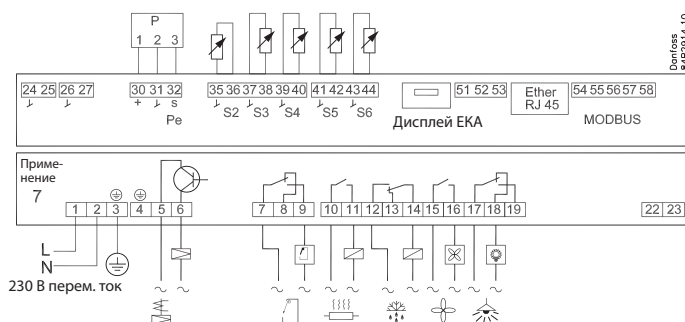 P
1 2 3
Danfoss
84B2914.10
24 25 26 27 30 31 32 35 36 37 38 39 40 41 42 43 44 51 52 53 54 55 56 57 58
+ s
Pe
S2 S3 S4 S5 S6
Дисплей EKA
Ether
RJ 45
MODBUS
Приме-
нение
7
1 2 3 4 5 6 7 8 9 10 11 12 13 14 15 16 17 18 19 22 23
L
N
230 В перем. ток